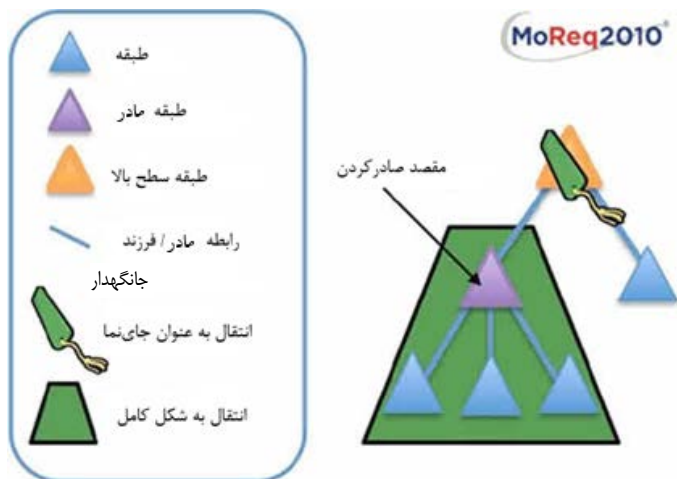 MoReq2010®
طبقه
طبقه مادر
طبقه سطح بالا
رابطه مادر/ فرزند
جانگهدار
انتقال به عنوان جای‌نما
انتقال به شکل کامل
مقصد صادرکردن